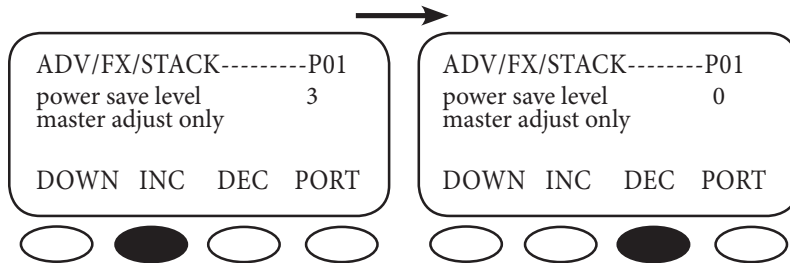 ADV/FX/STACK---------P01
power save level 3
master adjust only
DOWN INC DEC PORT
ADV/FX/STACK--------P01
power save level 0
master adjust only
DOWN INC DEC PORT